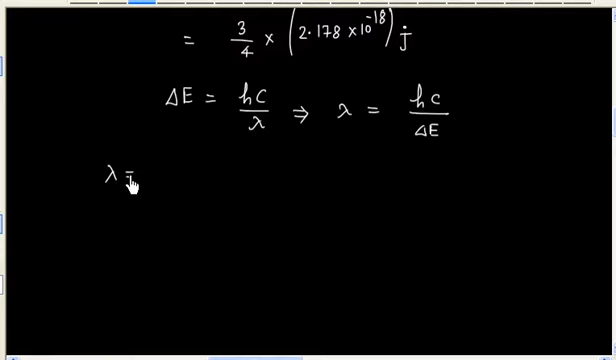 = 3/4 × (2.178 × 10^-18) j
ΔE = hc/λ ⇒ λ = hc/ΔE
λ =